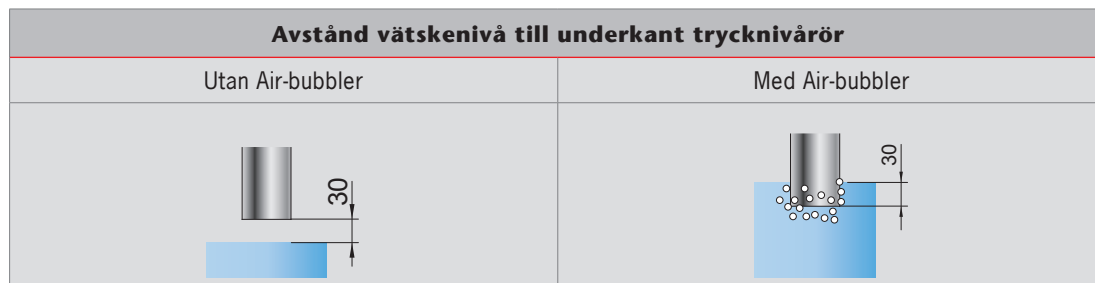 Avstånd vätskenivå till underkant trycknivårör
Utan Air-bubbler
Med Air-bubbler
30
30